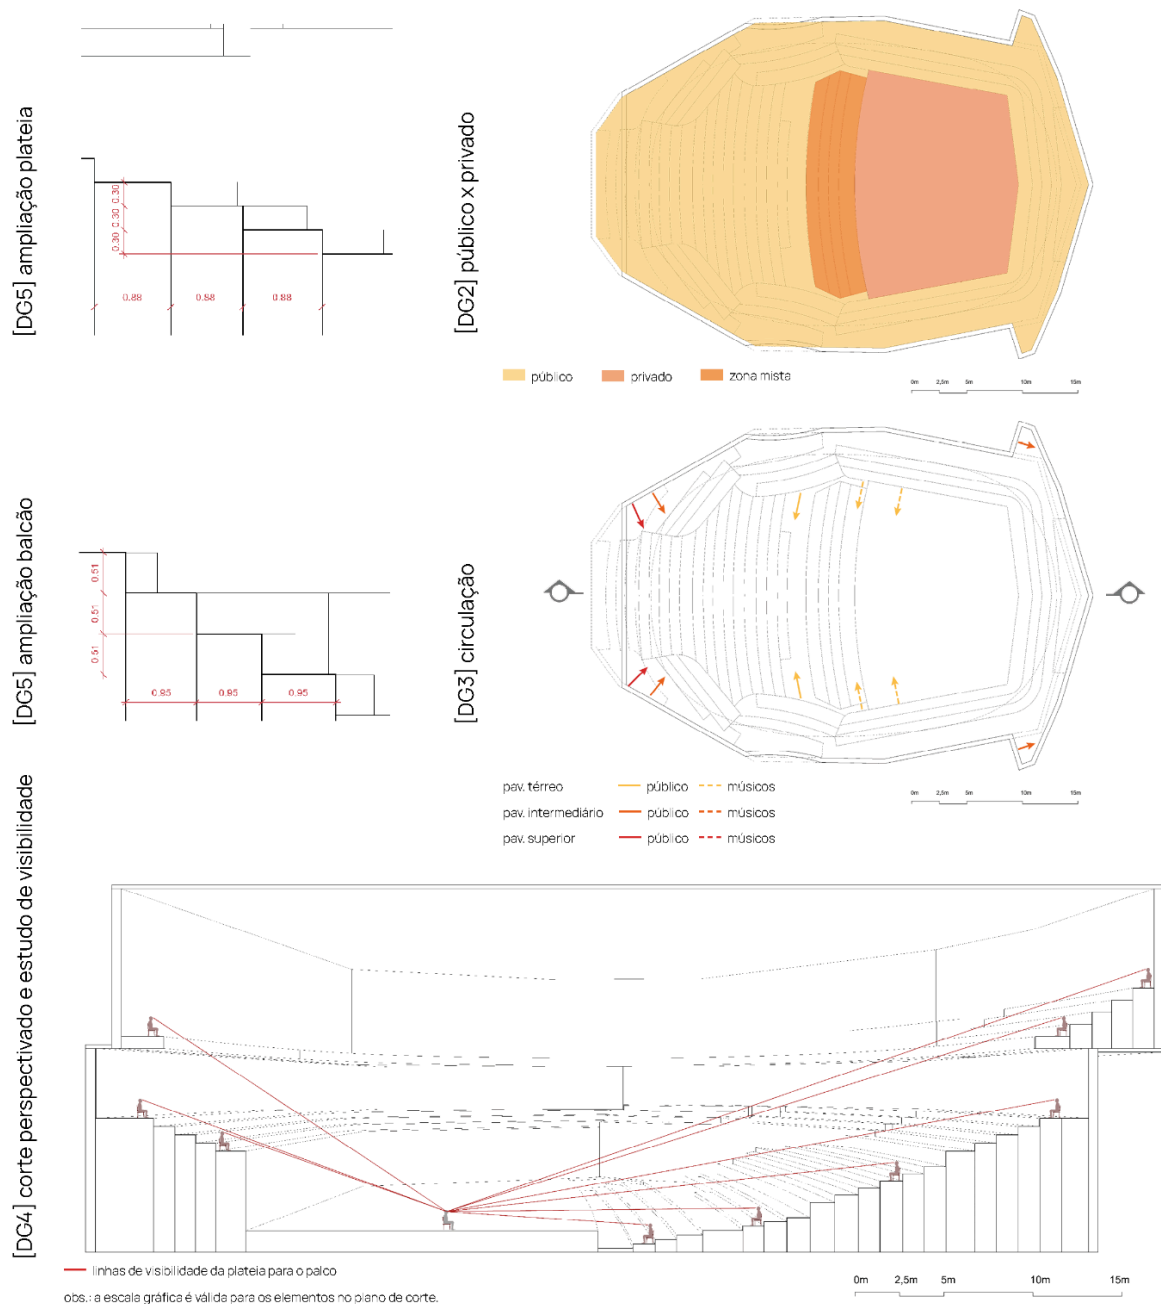 [DG5] ampliação plateia
0.30
0.30
0.30
0.88
0.88
0.88
[DG2] público x privado
público
privado
zona mista
0m 2,5m 5m 10m 15m
[DG5] ampliação balcão
0.51
0.51
0.51
0.95
0.95
0.95
[DG3] circulação
pav. térreo público músicos
pav. intermediário público músicos
pav. superior público músicos
0m 2,5m 5m 10m 15m
[DG4] corte perspectivado e estudo de visibilidade
linhas de visibilidade da plateia para o palco
obs.: a escala gráfica é válida para os elementos no plano de corte.
0m 2,5m 5m 10m 15m